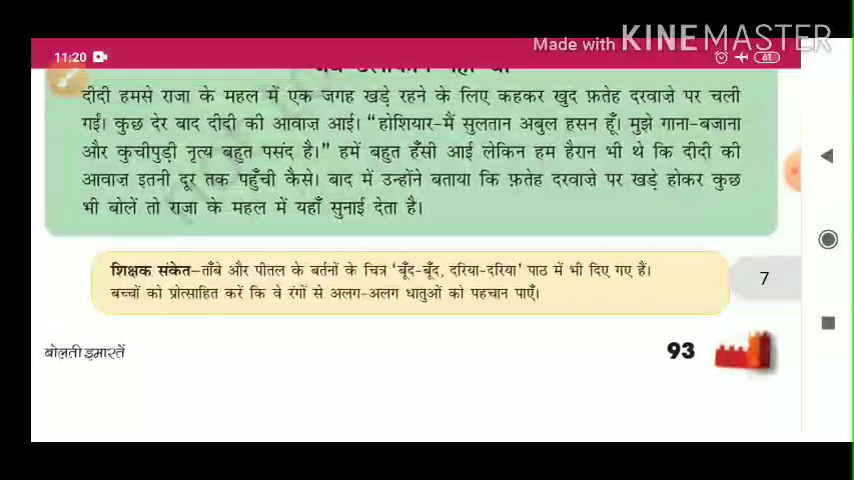 Made with KINEMASTER
11:20
61
दीदी हमसे राजा के महल में एक जगह खड़े रहने के लिए कहकर खुद फ़तेह दरवाज़े पर चली
गईं। कुछ देर बाद दीदी की आवाज़ आई। “होशियार-मैं सुलतान अबुल हसन हूँ। मुझे गाना-बजाना
और कुचीपुड़ी नृत्य बहुत पसंद है।” हमें बहुत हँसी आई लेकिन हम हैरान भी थे कि दीदी की
आवाज़ इतनी दूर तक पहुँची कैसे। बाद में उन्होंने बताया कि फ़तेह दरवाज़े पर खड़े होकर कुछ
भी बोलें तो राजा के महल में यहाँ सुनाई देता है।
शिक्षक संकेत–ताँबे और पीतल के बर्तनों के चित्र ‘बूँद-बूँद, दरिया-दरिया’ पाठ में भी दिए गए हैं।
बच्चों को प्रोत्साहित करें कि वे रंगों से अलग-अलग धातुओं को पहचान पाएँ।
7
बोलती इमारतें
93